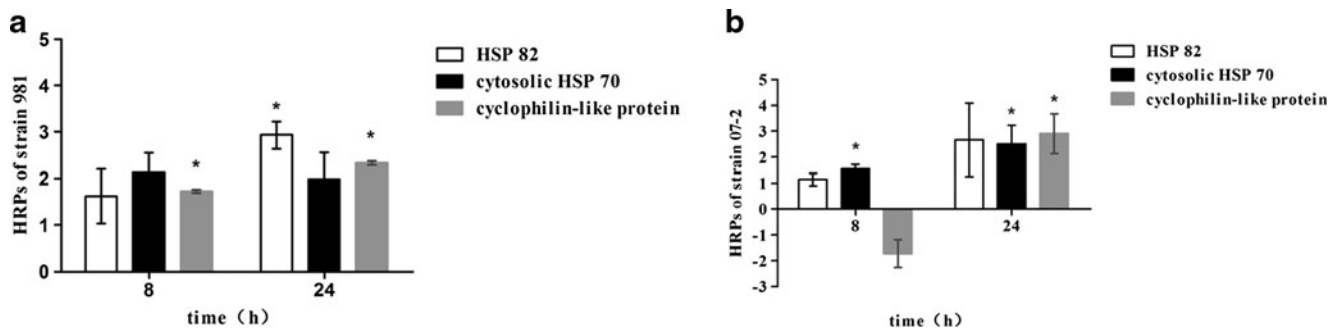 a
HRPs of strain 981
5
4
3
2
1
0
*
*
*
8
24
time (h)
HSP 82
cytosolic HSP 70
cyclophilin-like protein
b
HRPs of strain 07-2
5
4
3
2
1
0
-1
-2
-3
*
*
*
8
24
time (h)
HSP 82
cytosolic HSP 70
cyclophilin-like protein